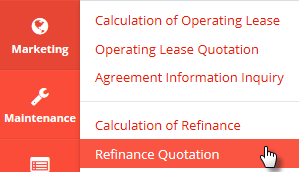 Marketing
Maintenance
Calculation of Operating Lease
Operating Lease Quotation
Agreement Information Inquiry
Calculation of Refinance
Refinance Quotation